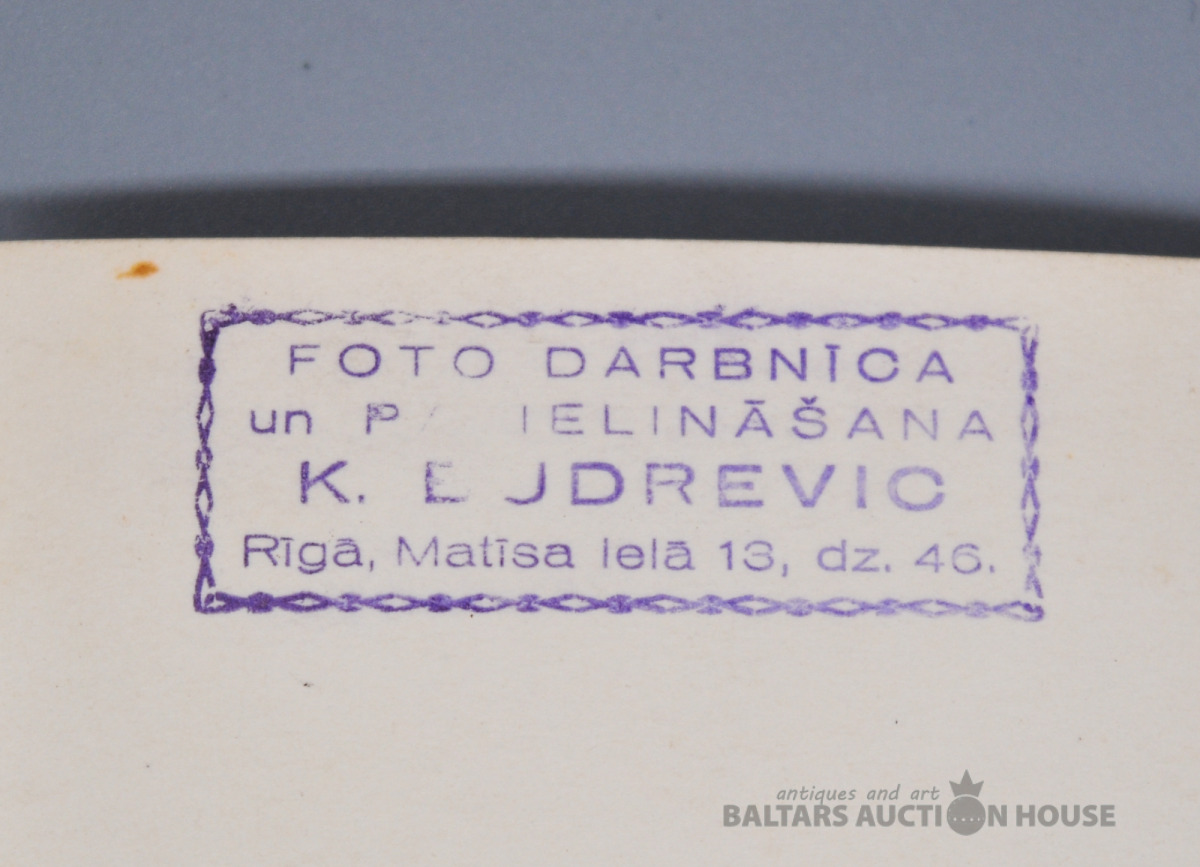 FOTO DARBNĪCA
un
Rīgā, Matīsa ielā 13, dz. 46.
K.
antiques and art
BALTARS AUCTION HOUSE